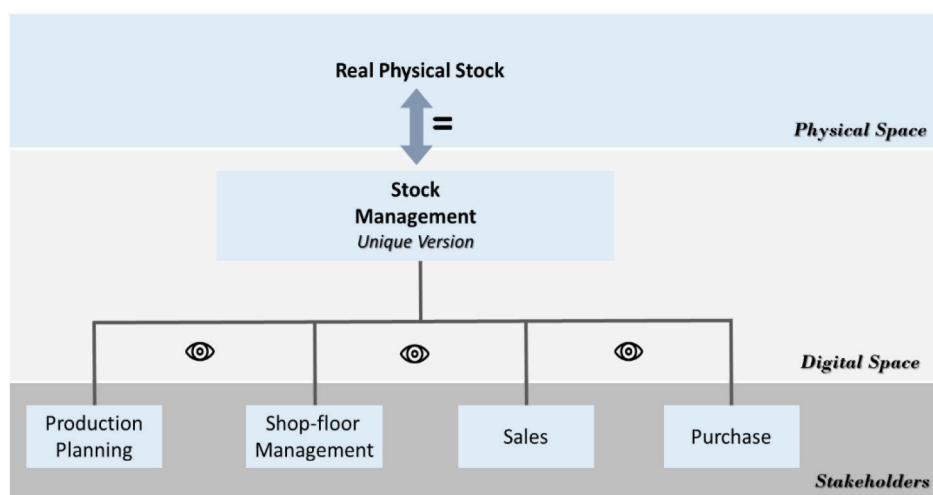 Real Physical Stock
=
Physical Space
Stock
Management
Unique Version
Digital Space
Production
Planning
Shop-floor
Management
Sales
Purchase
Stakeholders